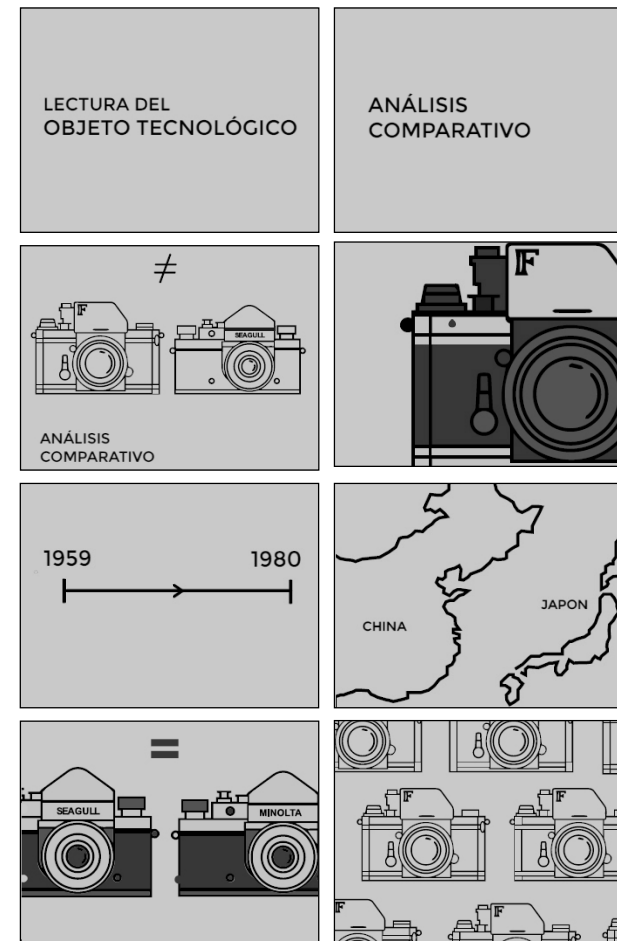 LECTURA DEL
OBJETO TECNOLÓGICO
ANÁLISIS
COMPARATIVO
≠
F
SEAGULL
ANÁLISIS
COMPARATIVO
F
1959
1980
CHINA
JAPON
=
SEAGULL
MINOLTA
F
F
F
F